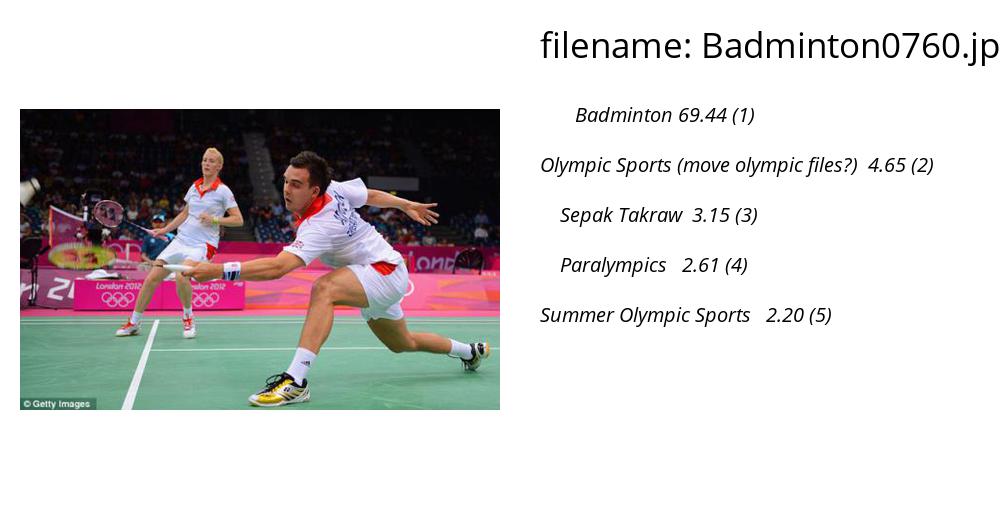 filename: Badminton0760.jp
Badminton 69.44 (1)
Olympic Sports (move olympic files?) 4.65 (2)
Sepak Takraw 3.15 (3)
Paralympics 2.61 (4)
Summer Olympic Sports 2.20 (5)
London 2012
London 2012
Lond
© Getty Images